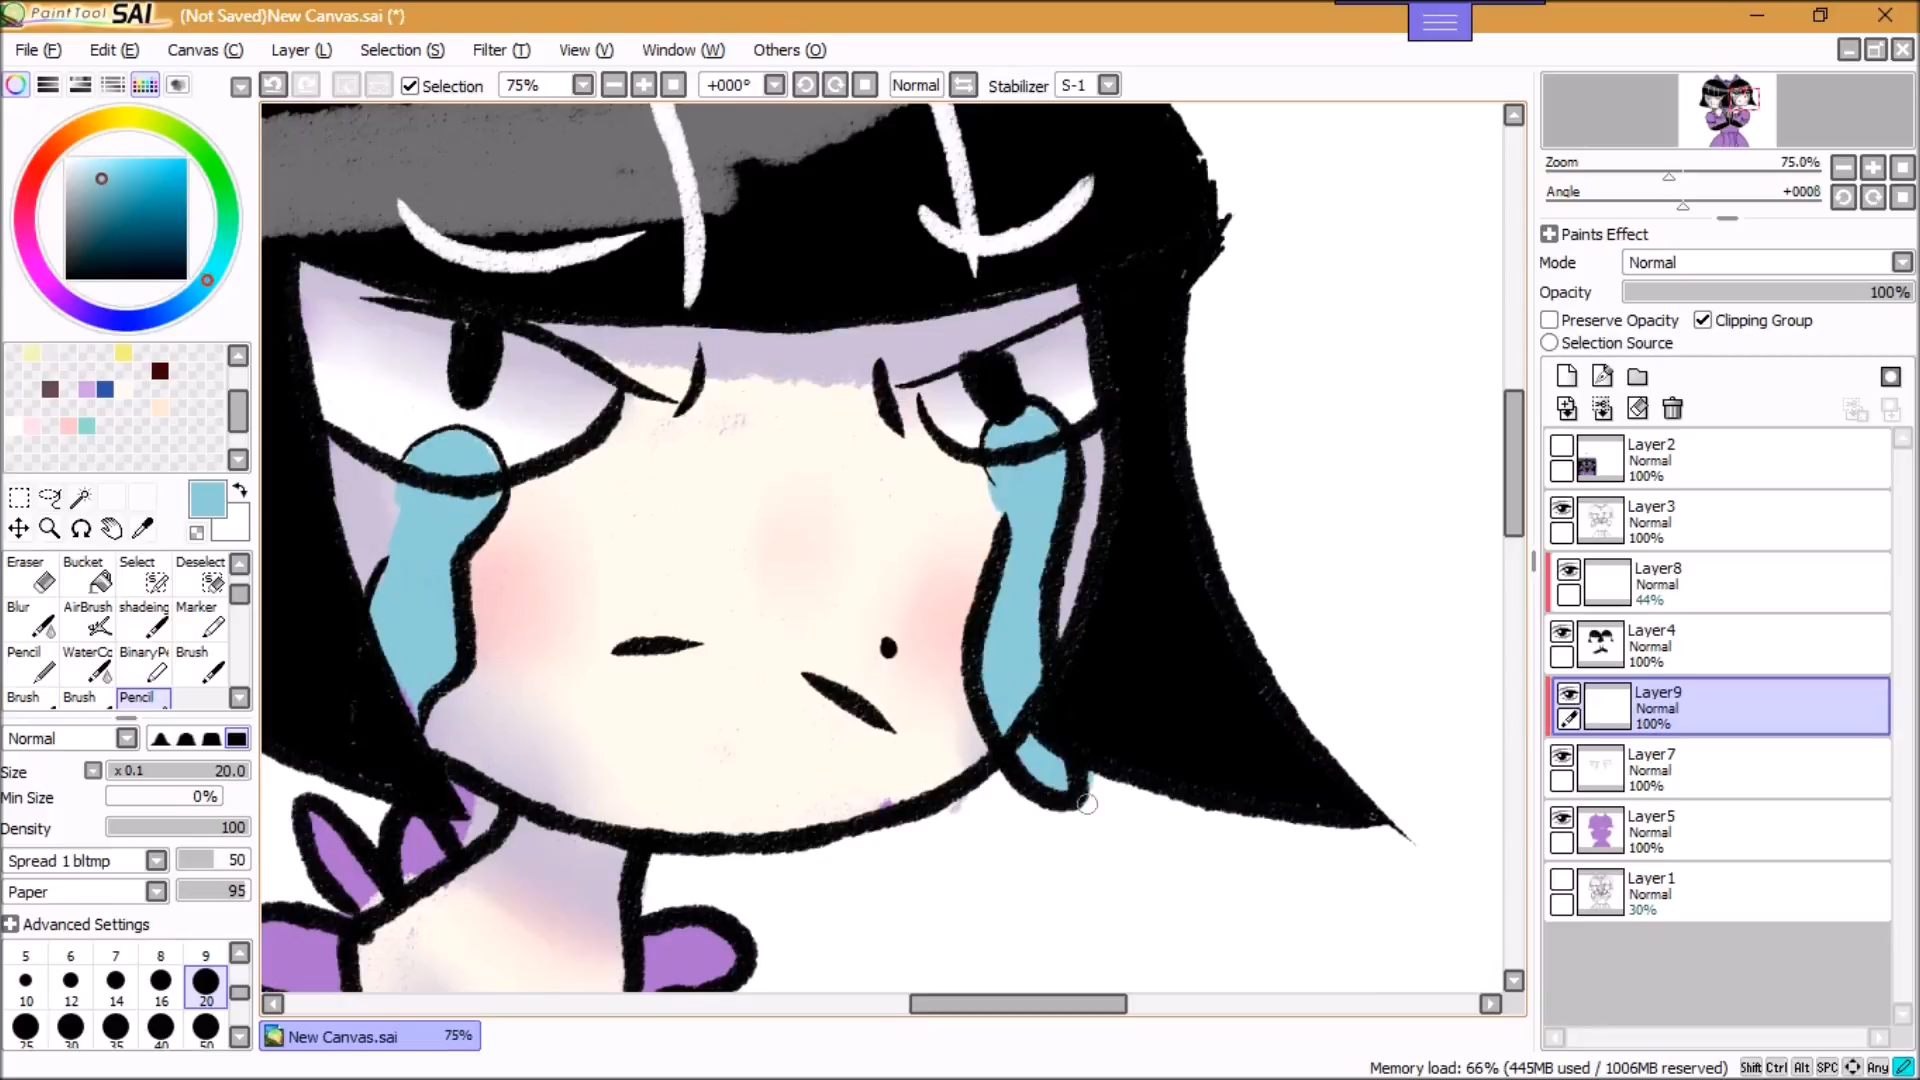 PaintTool SAI (Not Saved)New Canvas.sai (*)
File (F) Edit (E) Canvas (C) Layer (L) Selection (S) Filter (T) View (V) Window (W) Others (O)
Selection 75% +000° Normal Stabilizer S-1
Zoom 75.0%
Angle +000ß
Paints Effect
Mode Normal
Opacity 100%
Preserve Opacity Clipping Group
Selection Source
Layer2
Normal
100%
Layer3
Normal
100%
Layer8
Normal
44%
Layer4
Normal
100%
Layer9
Normal
100%
Layer7
Normal
100%
Layer5
Normal
100%
Layer1
Normal
30%
Eraser Bucket Select Deselect
Blur AirBrush shadeing Marker
Pencil WaterCo BinaryPe Brush
Brush Brush Pencil
Normal
Size x 0.1 20.0
Min Size 0%
Density 100
Spread 1 bltmp 50
Paper 95
Advanced Settings
5 6 7 8 9
10 12 14 16 20
25 30 35 40 50
New Canvas.sai 75%
Memory load: 66% (445MB used / 1006MB reserved) Shift Ctrl Alt SPC Any